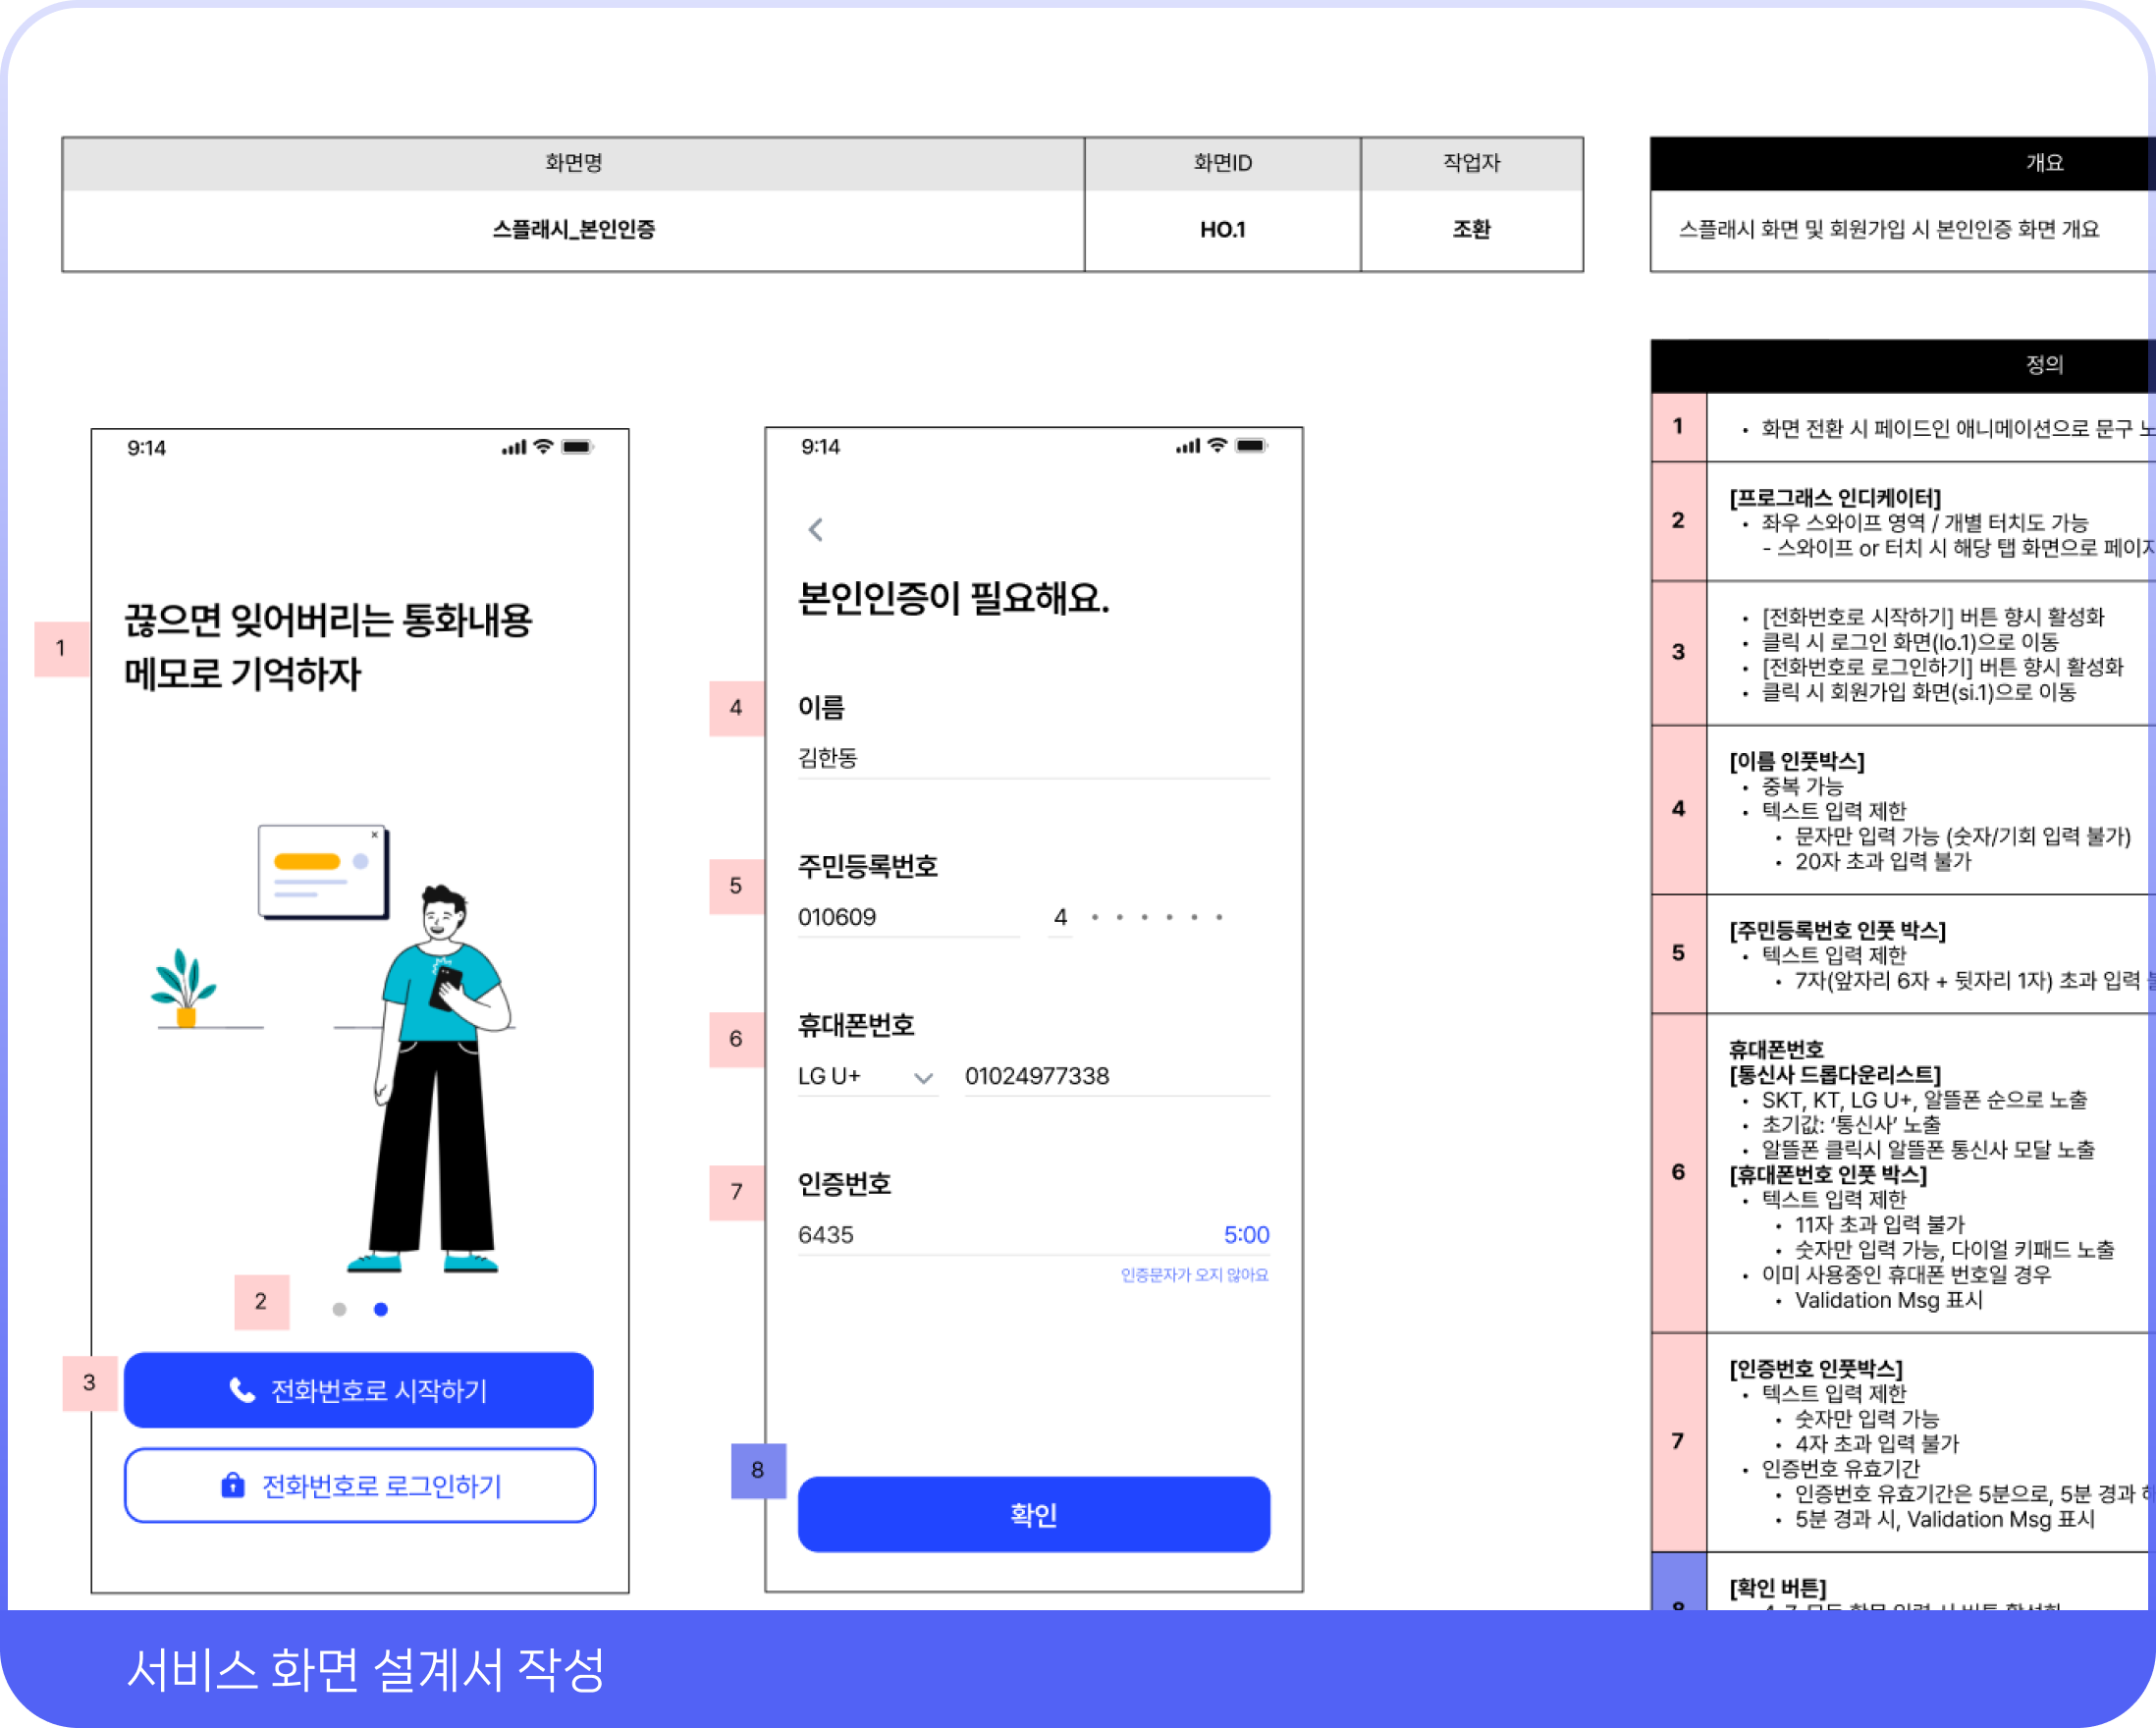 화면명 화면ID 작업자
스플래시_본인인증 HO.1 조환
개요
스플래시 화면 및 회원가입 시 본인인증 화면 개요
9:14
1
끊으면 잊어버리는 통화내용
메모로 기억하자
2
3
전화번호로 시작하기
전화번호로 로그인하기
9:14
본인인증이 필요해요.
4
이름
김한동
5
주민등록번호
010609 4 • • • • • •
6
휴대폰번호
LG U+ 01024977338
7
인증번호
6435 5:00
인증문자가 오지 않아요
8
확인
정의
1
• 화면 전환 시 페이드인 애니메이션으로 문구
2
[프로그래스 인디케이터]
• 좌우 스와이프 영역 / 개별 터치도 가능
- 스와이프 or 터치 시 해당 탭 화면으로
3
• [전화번호로 시작하기] 버튼 향시 활성화
• 클릭 시 로그인 화면(lo.1)으로 이동
• [전화번호로 로그인하기] 버튼 향시 활성화
• 클릭 시 회원가입 화면(si.1)으로 이동
4
[이름 인풋박스]
• 중복 가능
• 텍스트 입력 제한
• 문자만 입력 가능 (숫자/기회 입력 불가)
• 20자 초과 입력 불가
5
[주민등록번호 인풋 박스]
• 텍스트 입력 제한
• 7자(앞자리 6자 + 뒷자리 1자) 초과 입력
6
휴대폰번호
[통신사 드롭다운리스트]
• SKT, KT, LG U+, 알뜰폰 순으로 노출
• 초기값: ‘통신사’ 노출
• 알뜰폰 클릭시 알뜰폰 통신사 모달 노출
[휴대폰번호 인풋 박스]
• 텍스트 입력 제한
• 11자 초과 입력 불가
• 숫자만 입력 가능, 다이얼 키패드 노출
• 이미 사용중인 휴대폰 번호일 경우
• Validation Msg 표시
7
[인증번호 인풋박스]
• 텍스트 입력 제한
• 숫자만 입력 가능
• 4자 초과 입력 불가
• 인증번호 유효기간
• 인증번호 유효기간은 5분으로, 5분 경과
• 5분 경과 시, Validation Msg 표시
[확인 버튼]
서비스 화면 설계서 작성